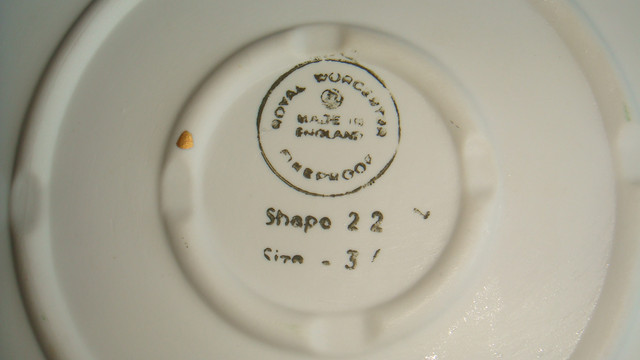 ROYAL WORCESTER
MADE IN
ENGLAND
FIREPROOF
Shape 22
Size - 3